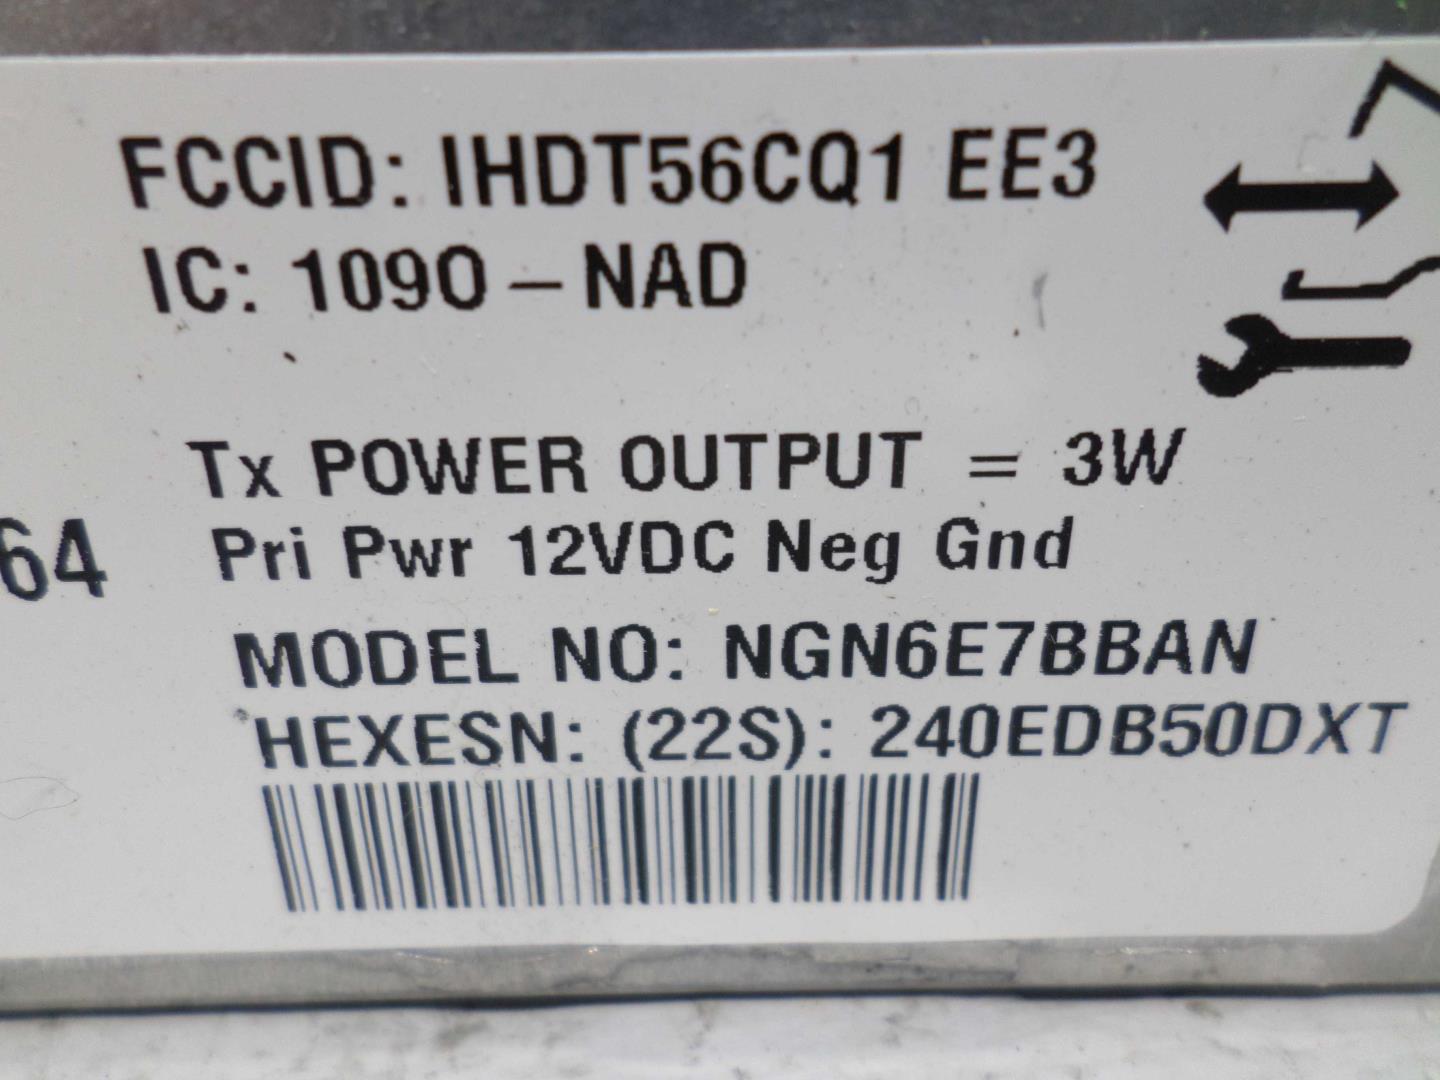 FCCID: IHDT56CQ1 EE3
IC: 1090 – NAD
Tx POWER OUTPUT = 3W
64
Pri Pwr 12VDC Neg Gnd
MODEL NO: NGN6E7BBAN
HEXESN: (22S): 240EDB50DXT